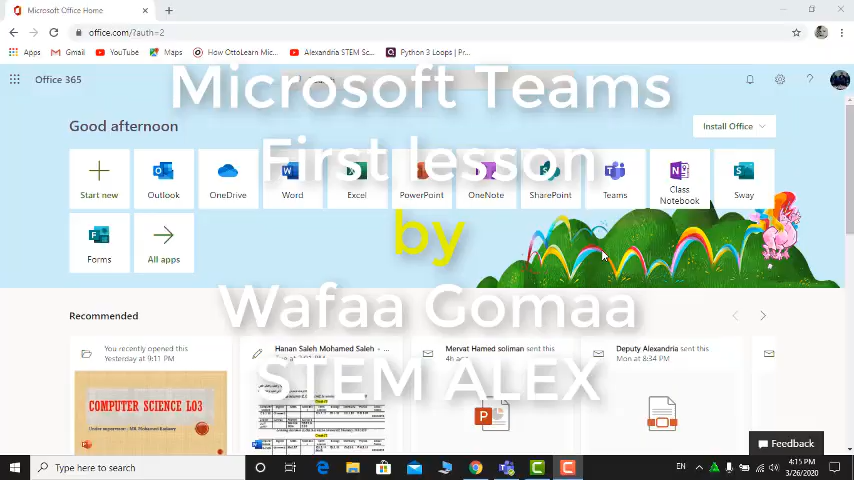 Microsoft Office Home
office.com/?auth=2
Apps Gmail YouTube Maps How OttoLearn Mic... Alexandria STEM Sc... Python 3 Loops | Pr...
Office 365
Microsoft Teams
First lesson
by
Wafaa Gomaa
STEM ALEX
Good afternoon
Install Office
Start new Outlook OneDrive Word Excel PowerPoint OneNote SharePoint Teams Class Notebook Sway
Forms All apps
Recommended
You recently opened this
Yesterday at 9:11 PM
Hanan Saleh Mohamed Saleh -
Mervat Hamed soliman sent this
4h ago
Deputy Alexandria sent this
Mon at 8:34 PM
COMPUTER SCIENCE LO3
Feedback
Type here to search
EN
4:15 PM
3/26/2020